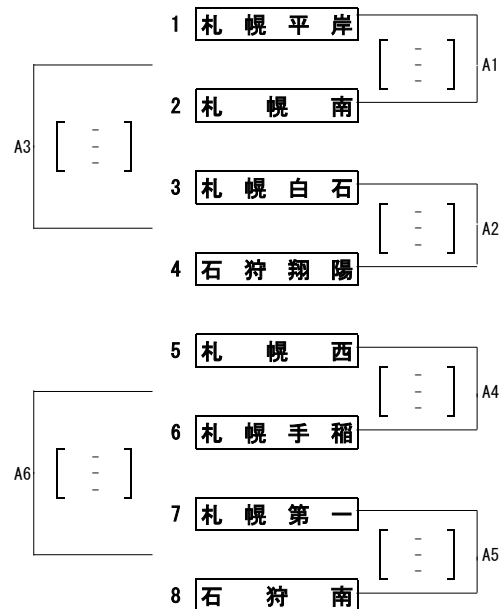 1 札幌平岸
A1
2 札幌南
A3
3 札幌白石
A2
4 石狩翔陽
5 札幌西
A4
6 札幌手稲
A6
7 札幌第一
A5
8 石狩南